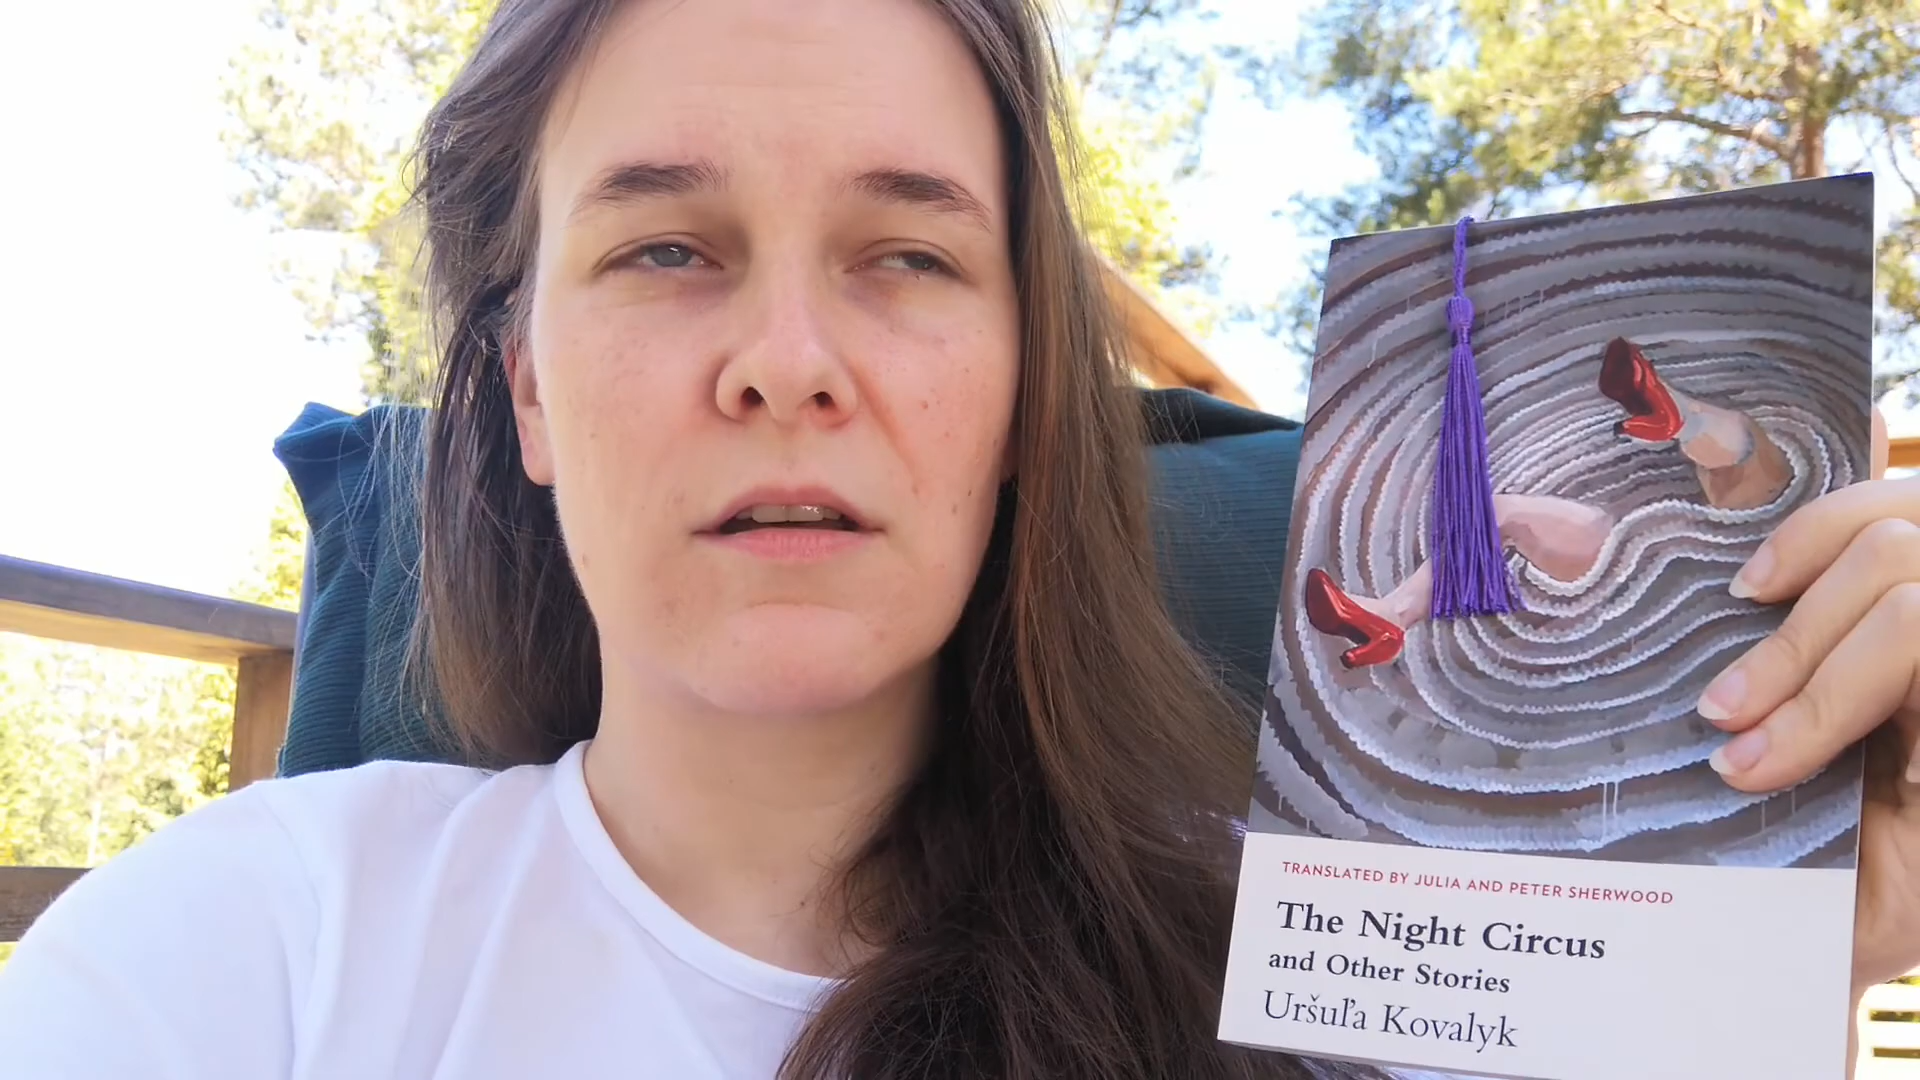 TRANSLATED BY JULIA AND PETER SHERWOOD
The Night Circus
and Other Stories
Uršuľa Kovalyk